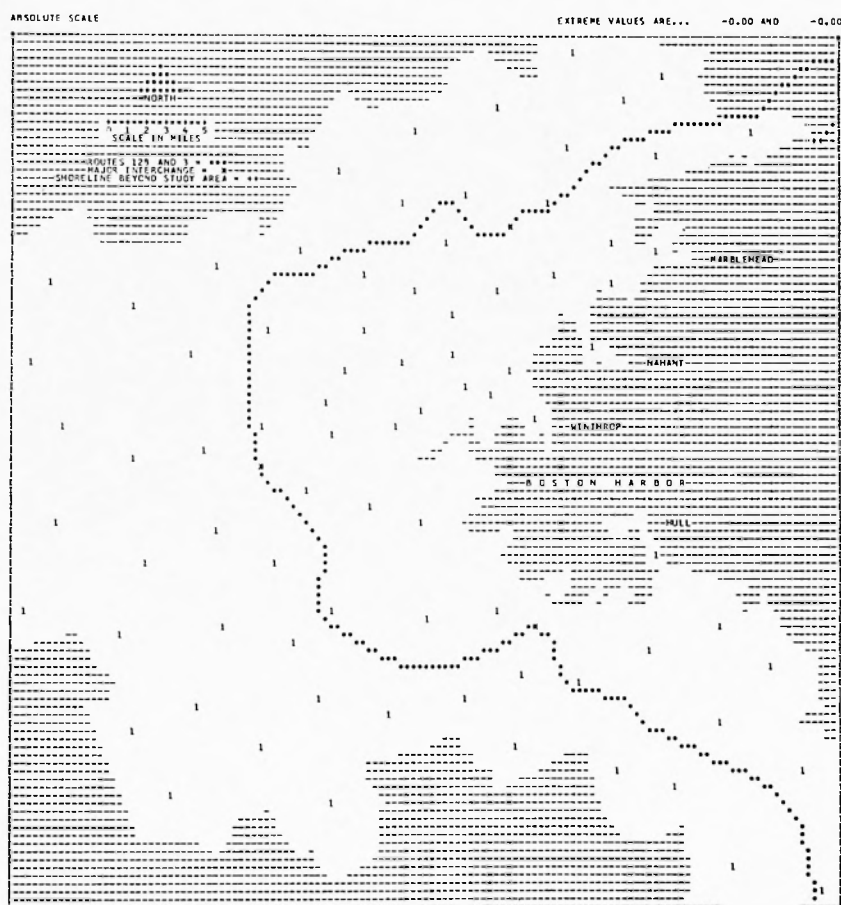 ABSOLUTE SCALE EXTREME VALUES ARE... -0.00 AND -0.00
NORTH
0 1 2 3 4 5
SCALE IN MILES
ROUTES 129 AND 3 = ***
MAJOR INTERCHANGE = X
SHORELINE BEYOND STUDY AREA = ++
MARBLEHEAD
NAHANT
WINTHROP
BOSTON HARBOR
HULL